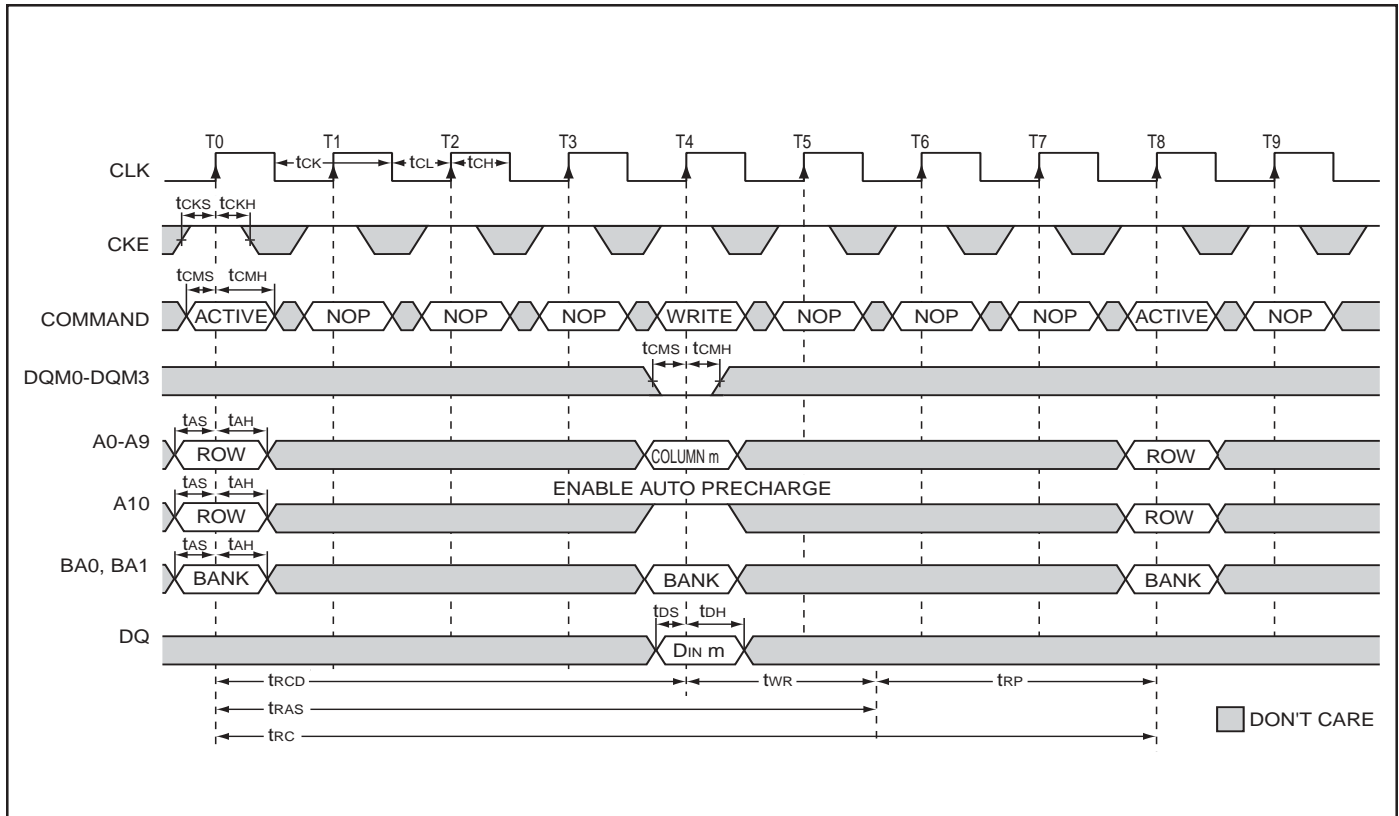 T0 T1 T2 T3 T4 T5 T6 T7 T8 T9
CLK tCK tCL tCH
tCKS tCKH
CKE
tCMS tCMH
COMMAND ACTIVE NOP NOP NOP WRITE NOP NOP NOP ACTIVE NOP
tCMS tCMH
DQM0-DQM3
tAS tAH
A0-A9 ROW COLUMN m ROW
tAS tAH ENABLE AUTO PRECHARGE
A10 ROW ROW
tAS tAH
BA0, BA1 BANK BANK BANK
tDS tDH
DQ DIN m
tRCD tWR tRP
tRAS
DON'T CARE
tRC